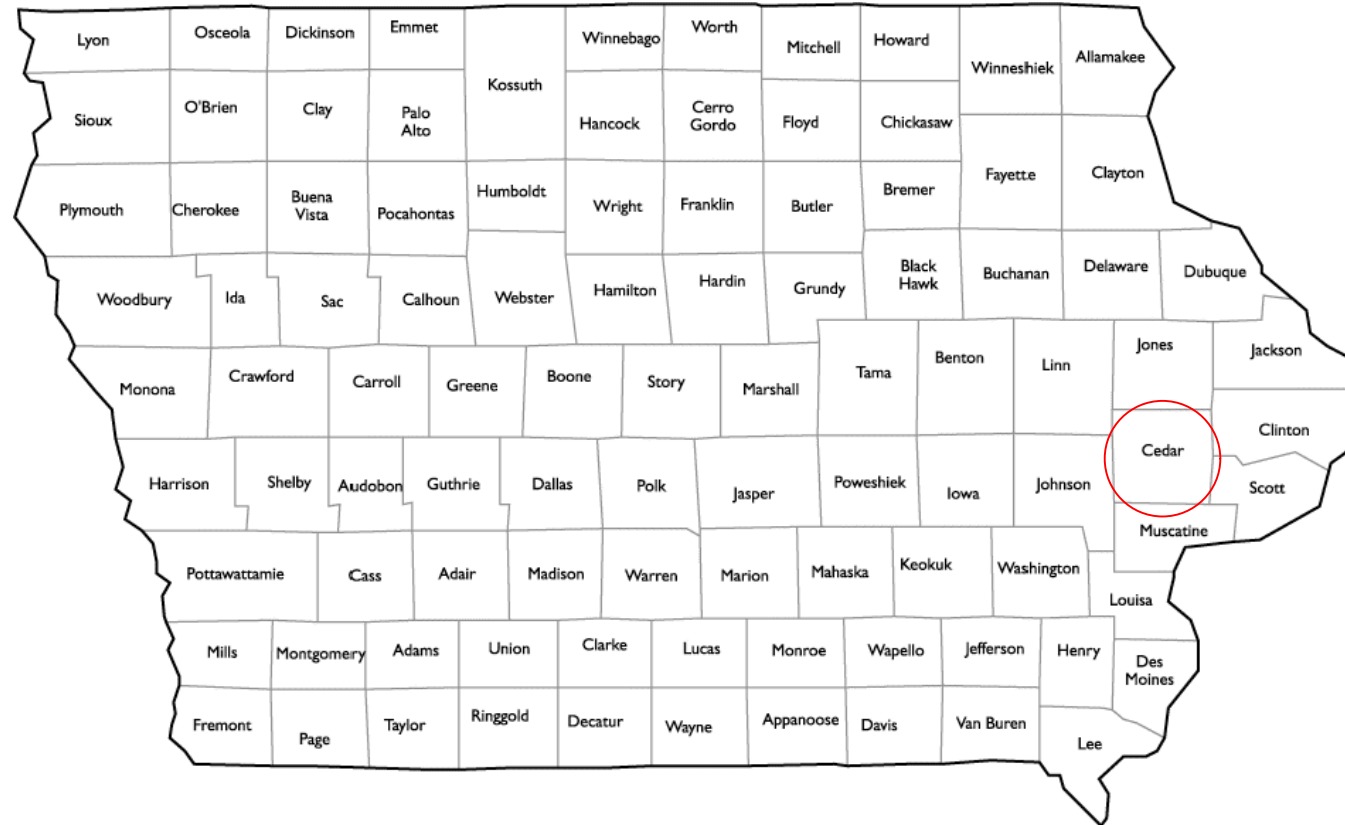 Lyon
Osceola
Dickinson
Emmet
Kossuth
Winnebago
Worth
Mitchell
Howard
Winneshiek
Allamakee
Sioux
O'Brien
Clay
Palo
Alto
Hancock
Cerro
Gordo
Floyd
Chickasaw
Fayette
Clayton
Plymouth
Cherokee
Buena
Vista
Pocahontas
Humboldt
Wright
Franklin
Butler
Bremer
Woodbury
Ida
Sac
Calhoun
Webster
Hamilton
Hardin
Grundy
Black
Hawk
Buchanan
Delaware
Dubuque
Monona
Crawford
Carroll
Greene
Boone
Story
Marshall
Tama
Benton
Linn
Jones
Jackson
Harrison
Shelby
Audobon
Guthrie
Dallas
Polk
Jasper
Poweshiek
Iowa
Johnson
Cedar
Clinton
Scott
Muscatine
Pottawattamie
Cass
Adair
Madison
Warren
Marion
Mahaska
Keokuk
Washington
Louisa
Mills
Montgomery
Adams
Union
Clarke
Lucas
Monroe
Wapello
Jefferson
Henry
Des
Moines
Fremont
Page
Taylor
Ringgold
Decatur
Wayne
Appanoose
Davis
Van Buren
Lee